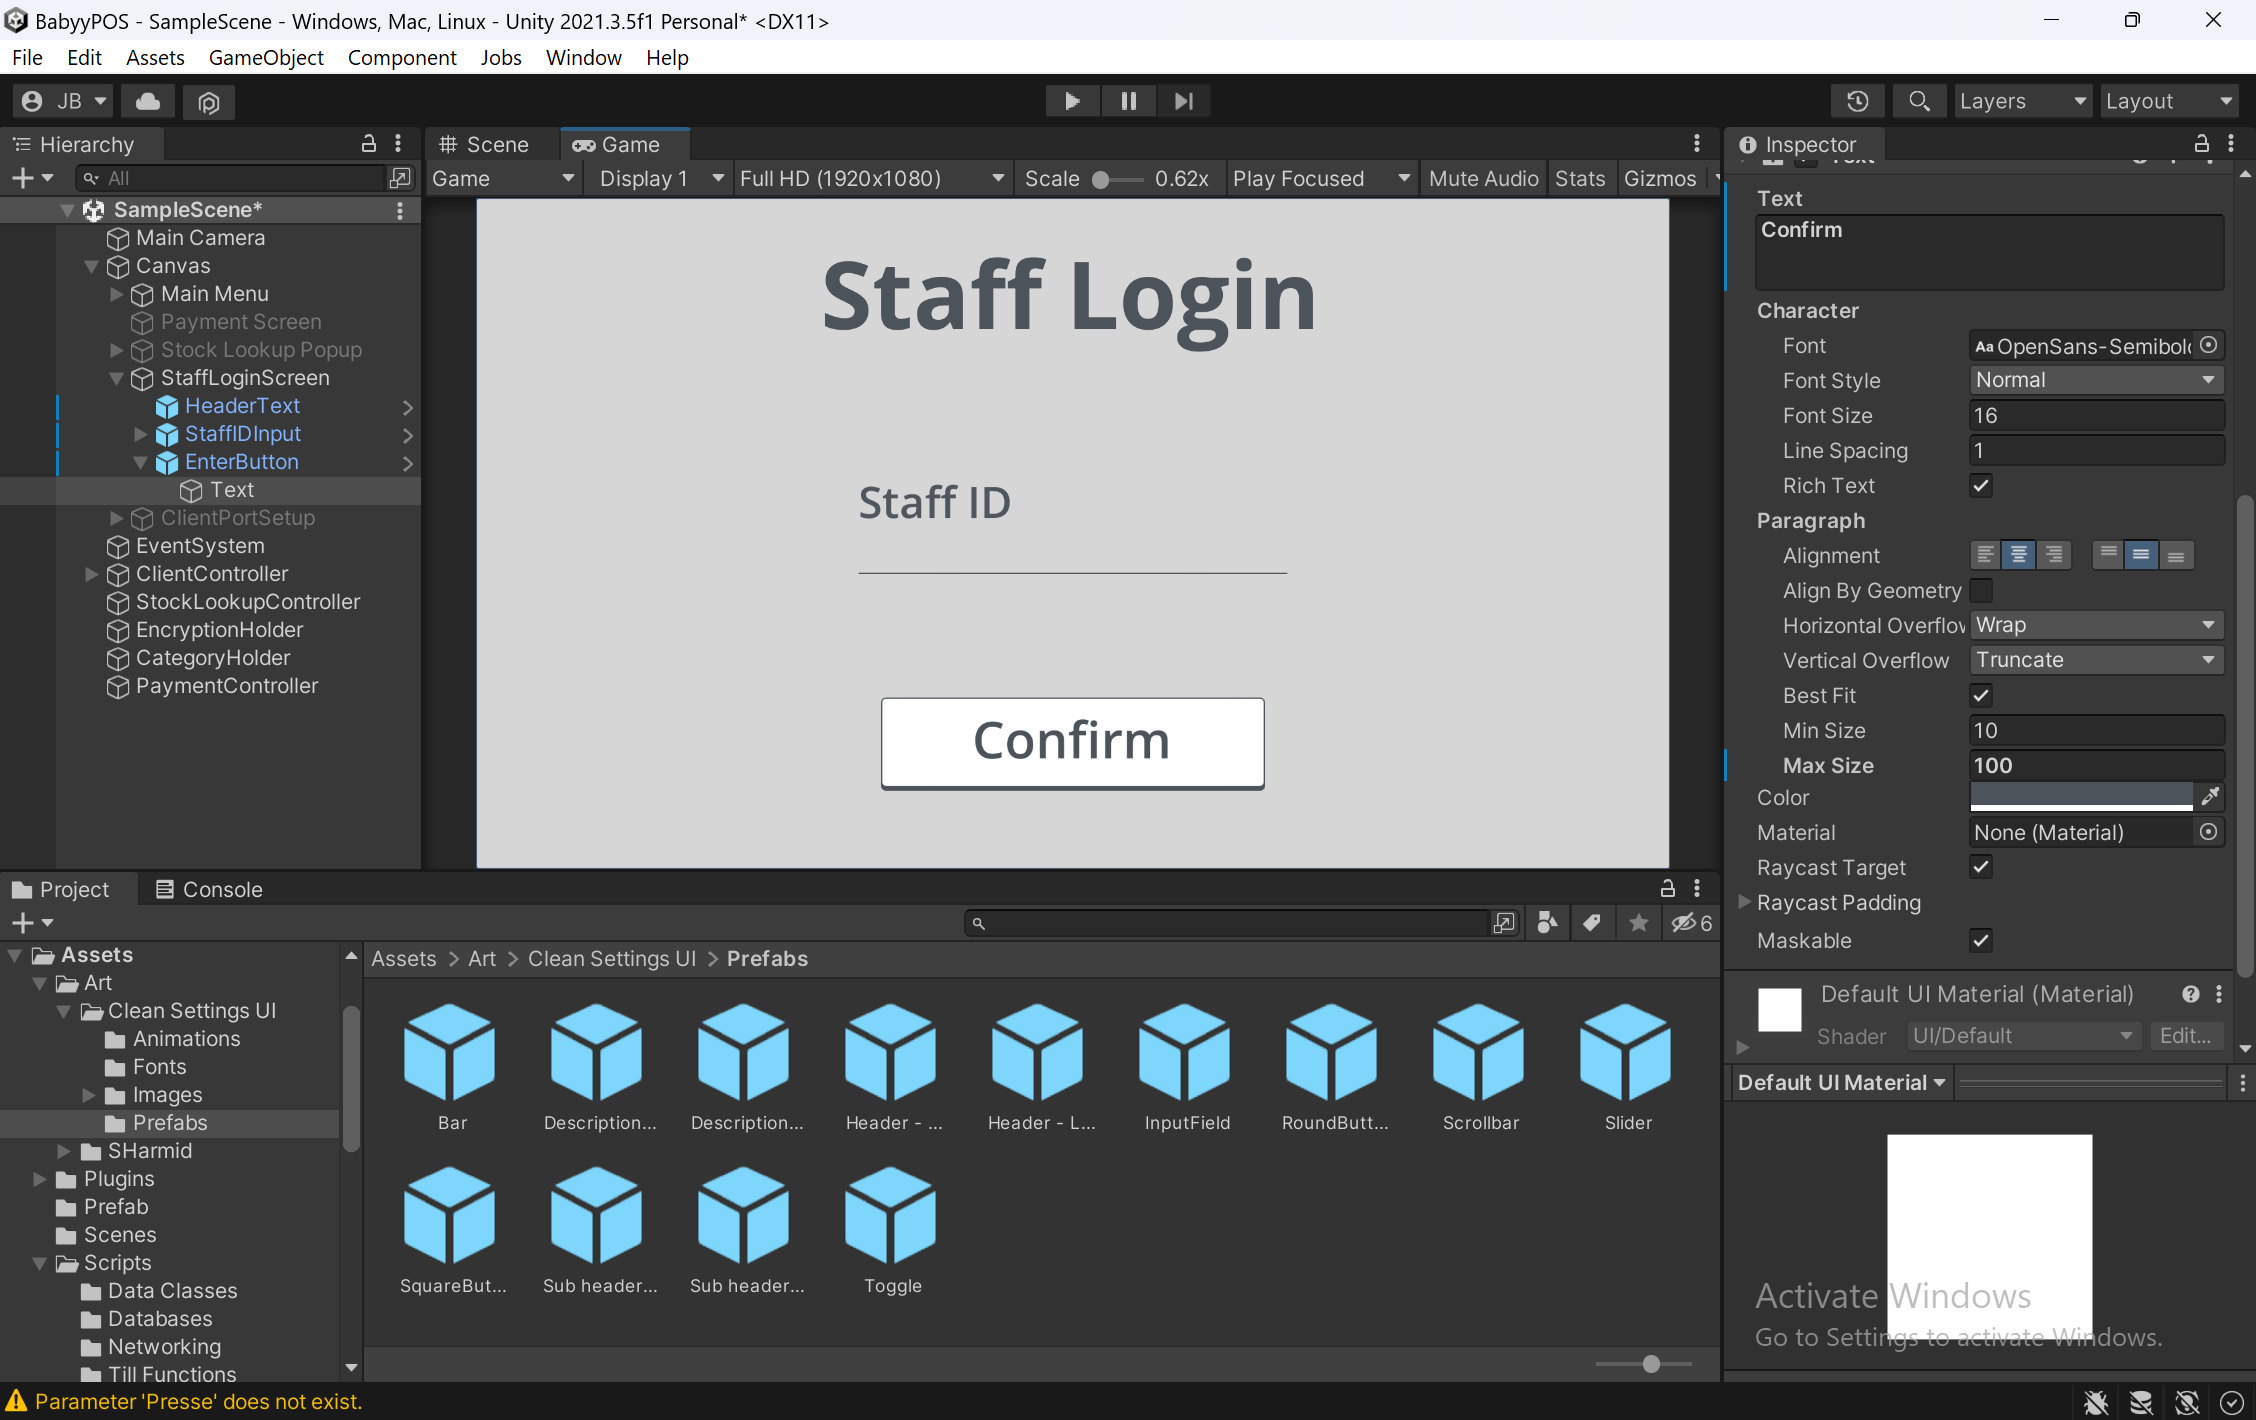 BabyyPOS - SampleScene - Windows, Mac, Linux - Unity 2021.3.5f1 Personal* <DX11>
File Edit Assets GameObject Component Jobs Window Help
JB Layers Layout
Hierarchy
All
SampleScene*
Main Camera
Canvas
Main Menu
Payment Screen
Stock Lookup Popup
StaffLoginScreen
HeaderText
StaffIDInput
EnterButton
Text
ClientPortSetup
EventSystem
ClientController
StockLookupController
EncryptionHolder
CategoryHolder
PaymentController
Scene Game
Game Display 1 Full HD (1920x1080) Scale 0.62x Play Focused Mute Audio Stats Gizmos
Staff Login
Staff ID
Confirm
Inspector
Text
Confirm
Character
Font Aa OpenSans-Semibol
Font Style Normal
Font Size 16
Line Spacing 1
Rich Text
Paragraph
Alignment
Align By Geometry
Horizontal Overflow Wrap
Vertical Overflow Truncate
Best Fit
Min Size 10
Max Size 100
Color
Material None (Material)
Raycast Target
Raycast Padding
Maskable
Default UI Material (Material)
Shader UI/Default Edit...
Default UI Material
Project Console
6
Assets
Art
Clean Settings UI
Animations
Fonts
Images
Prefabs
SHarmid
Plugins
Prefab
Scenes
Scripts
Data Classes
Databases
Networking
Till Functions
Assets > Art > Clean Settings UI > Prefabs
Bar Description... Description... Header - ... Header - L... InputField RoundButt... Scrollbar Slider
SquareBut... Sub header... Sub header... Toggle
Activate Windows
Go to Settings to activate Windows.
Parameter 'Presse' does not exist.